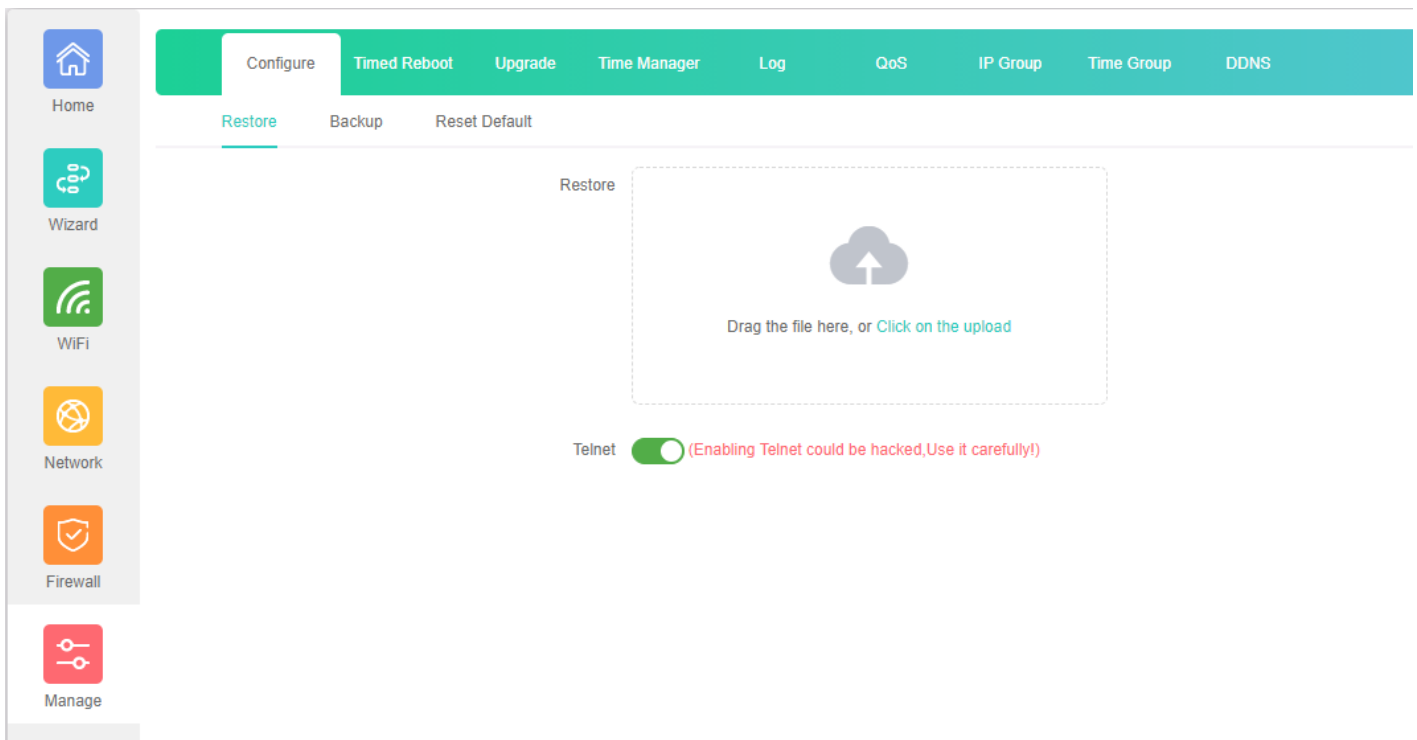 Home
Wizard
WiFi
Network
Firewall
Manage
Configure Timed Reboot Upgrade Time Manager Log QoS IP Group Time Group DDNS
Restore Backup Reset Default
Restore
Drag the file here, or Click on the upload
Telnet (Enabling Telnet could be hacked,Use it carefully!)